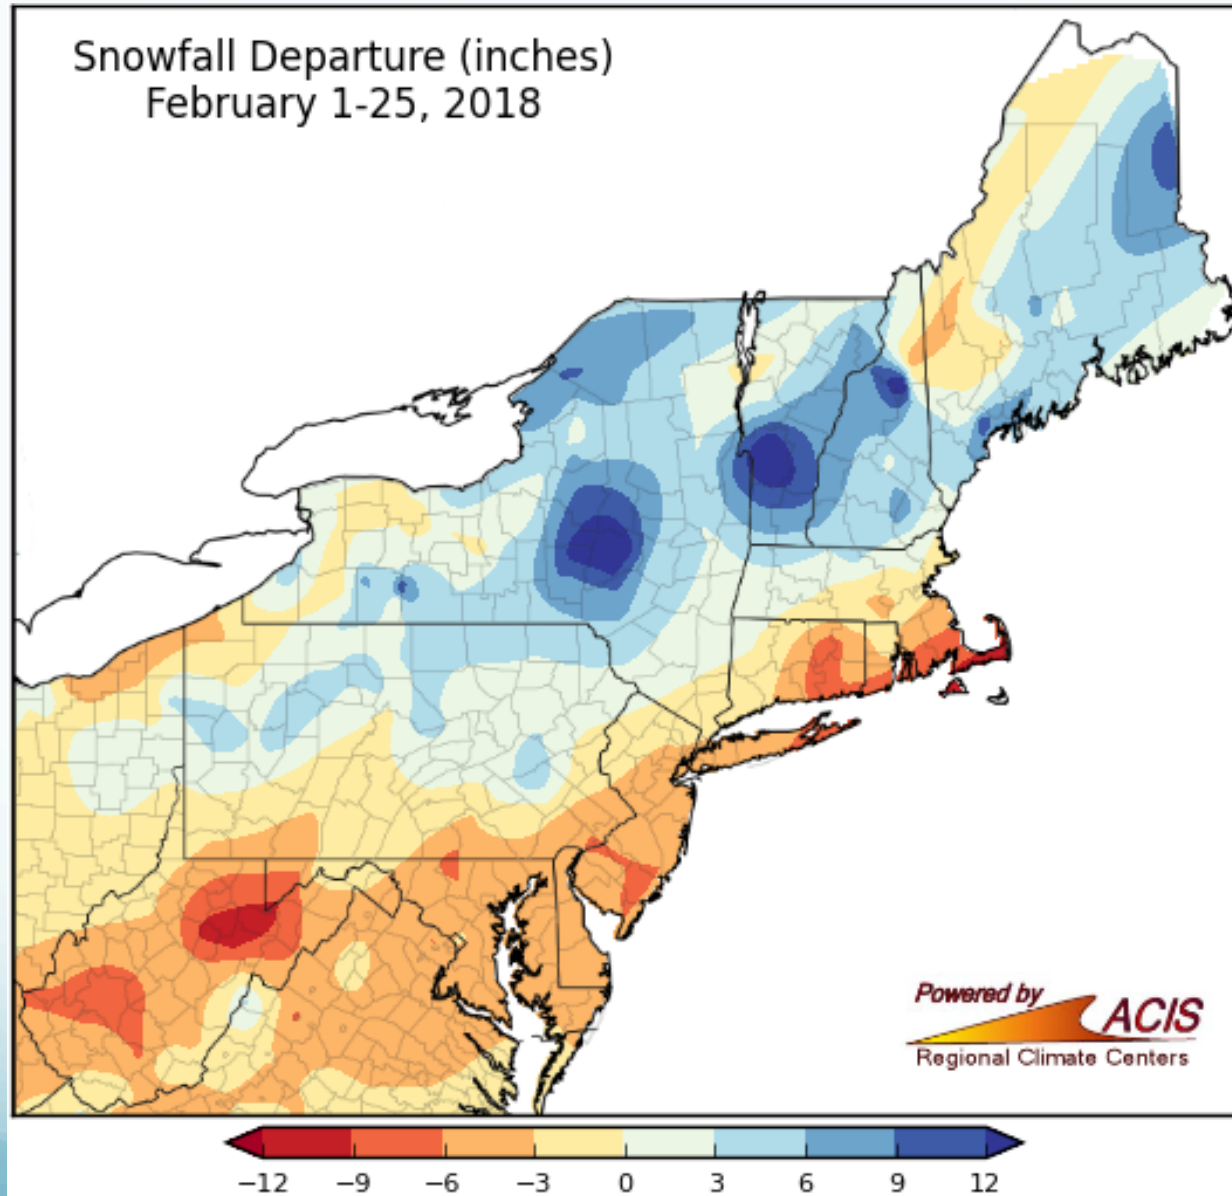 Snowfall Departure (inches)
February 1-25, 2018
Powered by
ACIS
Regional Climate Centers
−12 −9 −6 −3 0 3 6 9 12